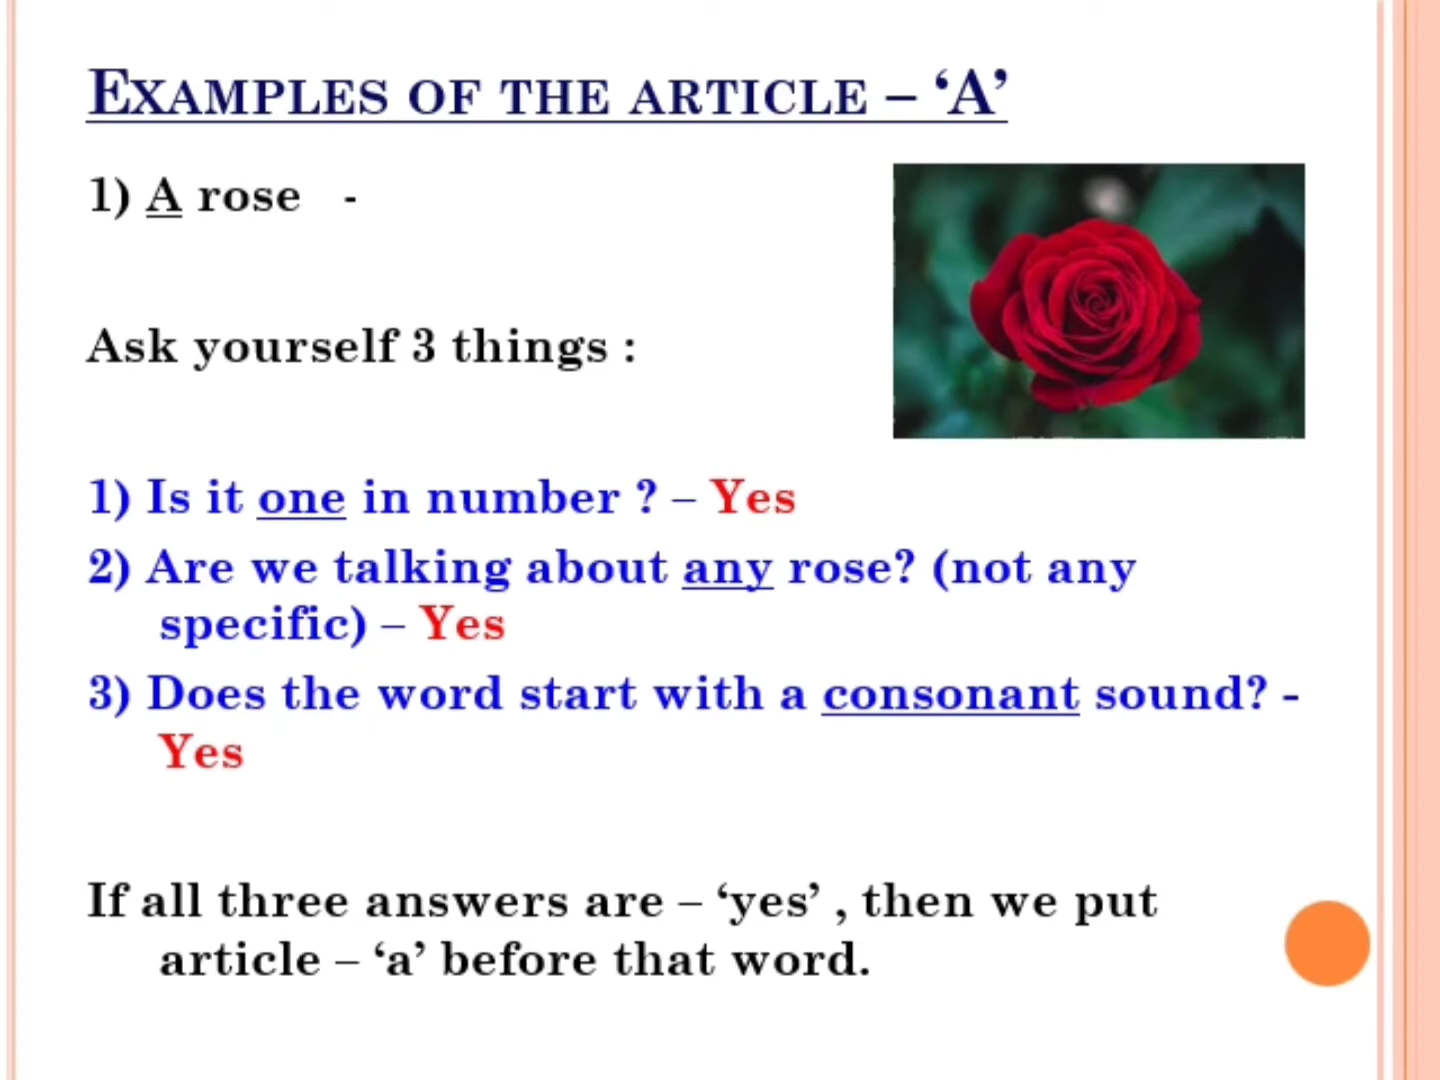 EXAMPLES OF THE ARTICLE – ‘A’
1) A rose -
Ask yourself 3 things :
1) Is it one in number ? – Yes
2) Are we talking about any rose? (not any
specific) – Yes
3) Does the word start with a consonant sound? -
Yes
If all three answers are – ‘yes’ , then we put
article – ‘a’ before that word.